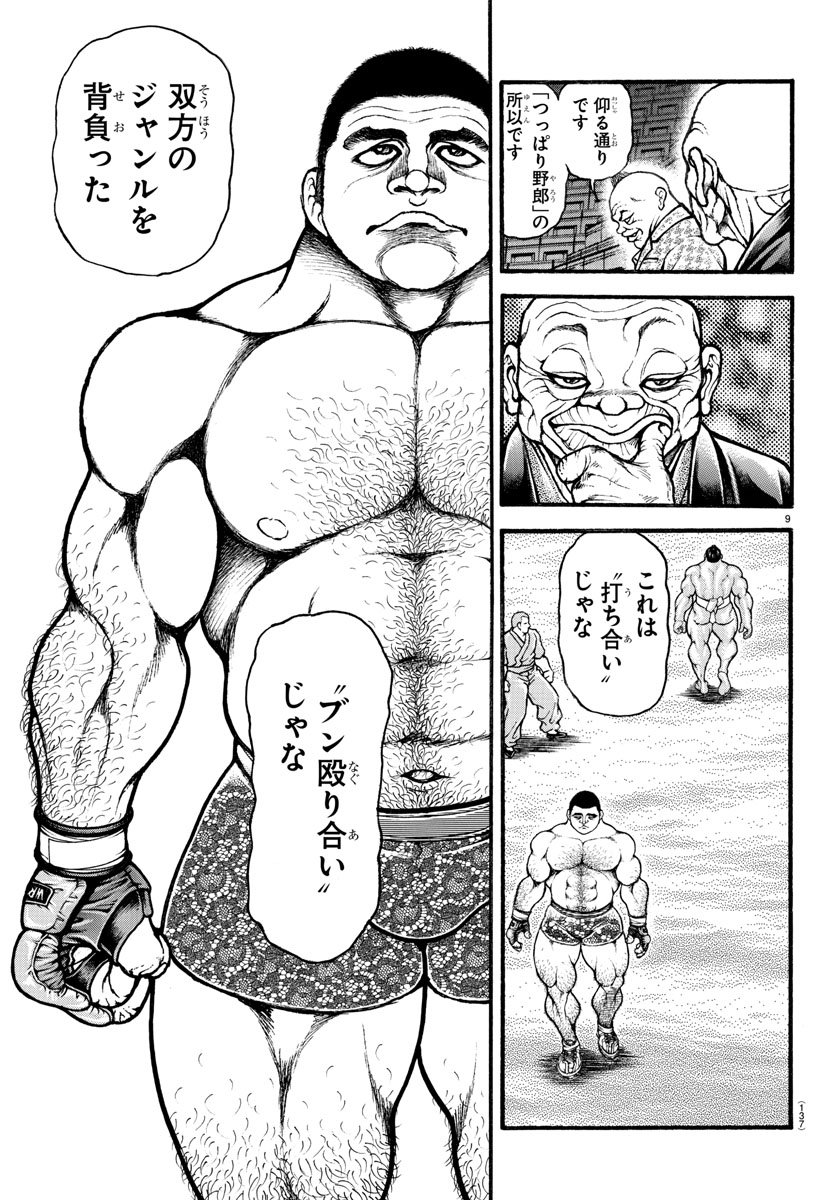 仰る通り
です
「つっぱり野郎」の
所以です
9
これは
〝打ち合い〟
じゃな
(137)
双方の
ジャンルを
背負った
〝ブン殴り合い〟
じゃな
WR